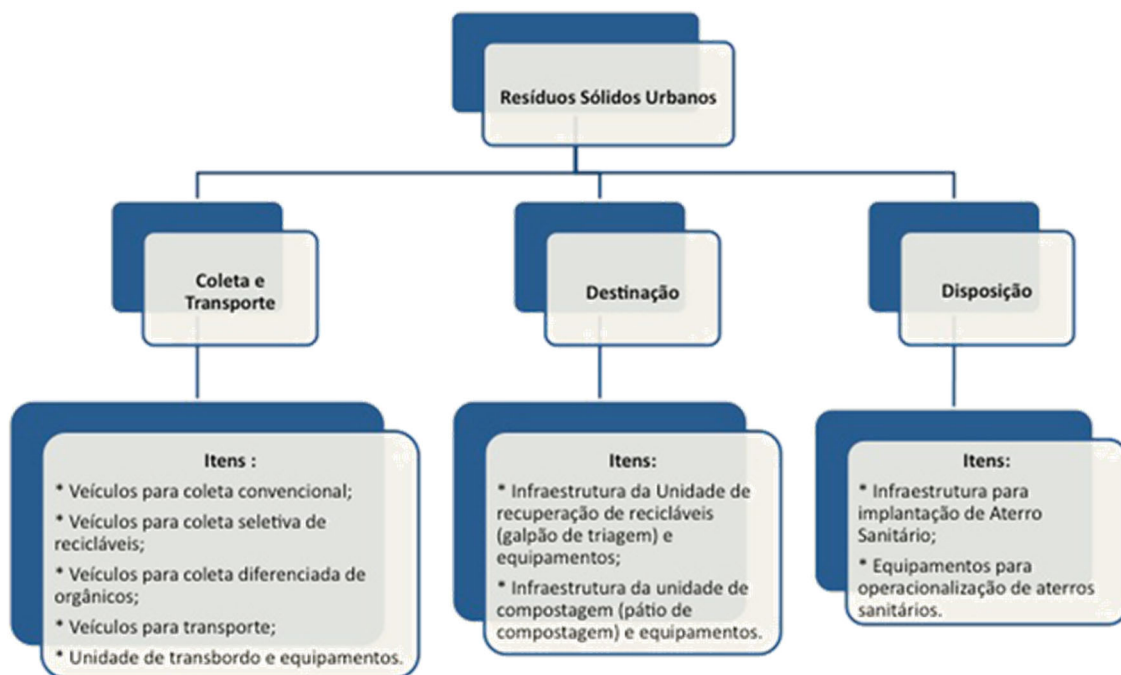 Resíduos Sólidos Urbanos
Coleta e
Transporte
Destinação
Disposição
Itens :
* Veículos para coleta convencional;
* Veículos para coleta seletiva de
recicláveis;
* Veículos para coleta diferenciada de
orgânicos;
* Veículos para transporte;
* Unidade de transbordo e equipamentos.
Itens:
* Infraestrutura da Unidade de
recuperação de recicláveis
(galpão de triagem) e
equipamentos;
* Infraestrutura da unidade de
compostagem (pátio de
compostagem) e equipamentos.
Itens:
* Infraestrutura para
implantação de Aterro
Sanitário;
* Equipamentos para
operacionalização de aterros
sanitários.